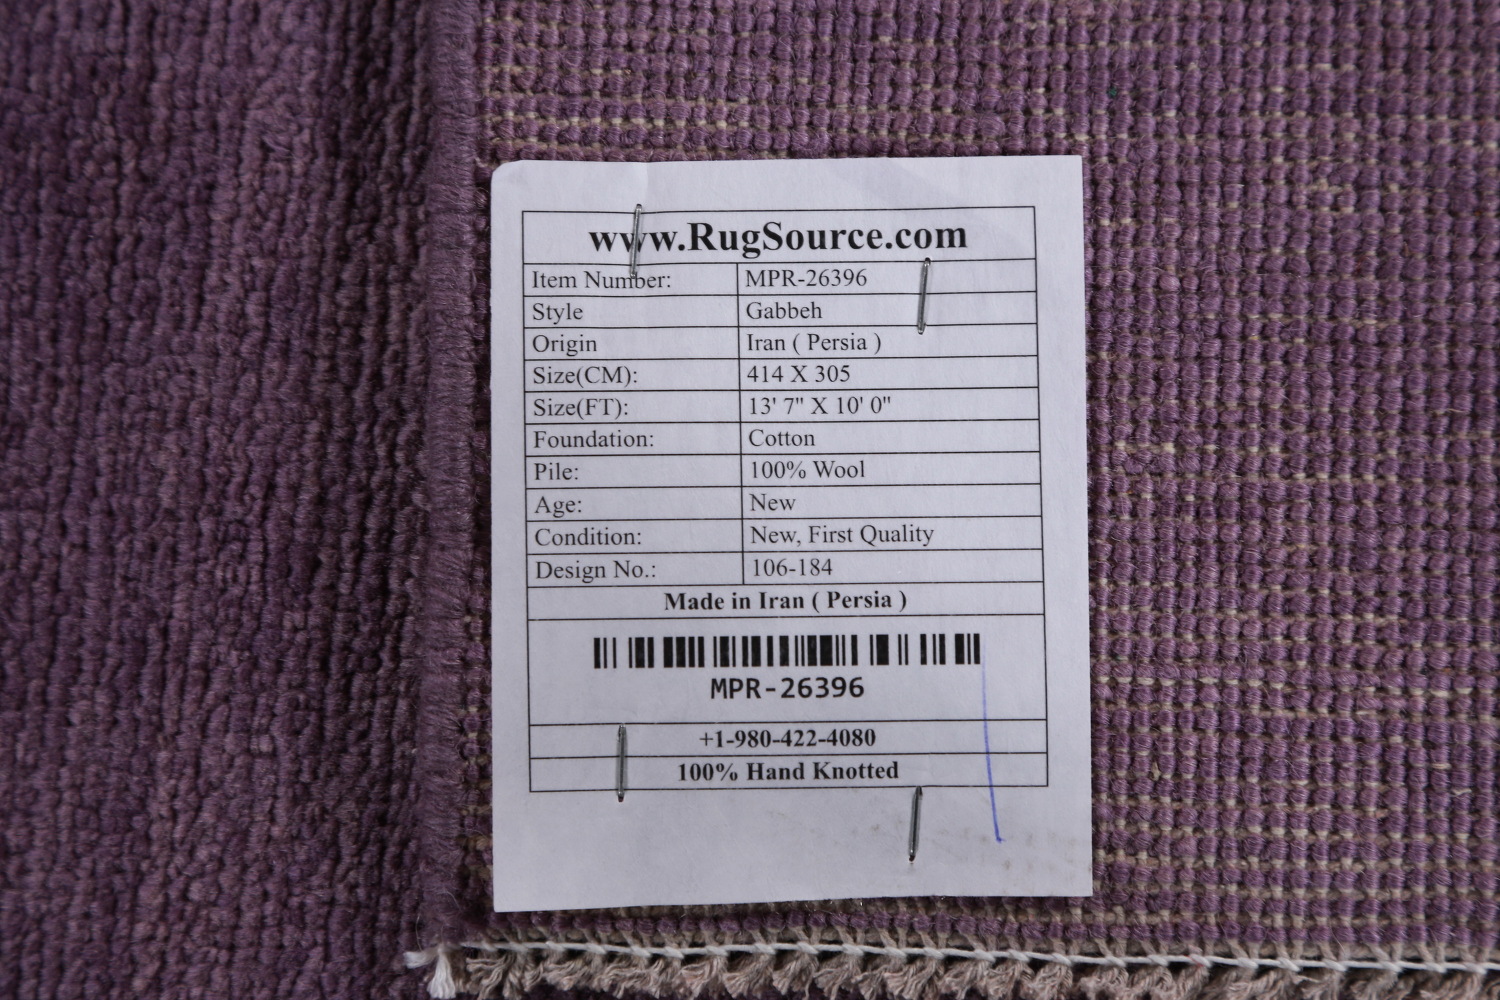 www.RugSource.com
Item Number: MPR-26396
Style Gabbeh
Origin Iran ( Persia )
Size(CM): 414 X 305
Size(FT): 13' 7" X 10' 0"
Foundation: Cotton
Pile: 100% Wool
Age: New
Condition: New, First Quality
Design No.: 106-184
Made in Iran ( Persia )
MPR-26396
+1-980-422-4080
100% Hand Knotted